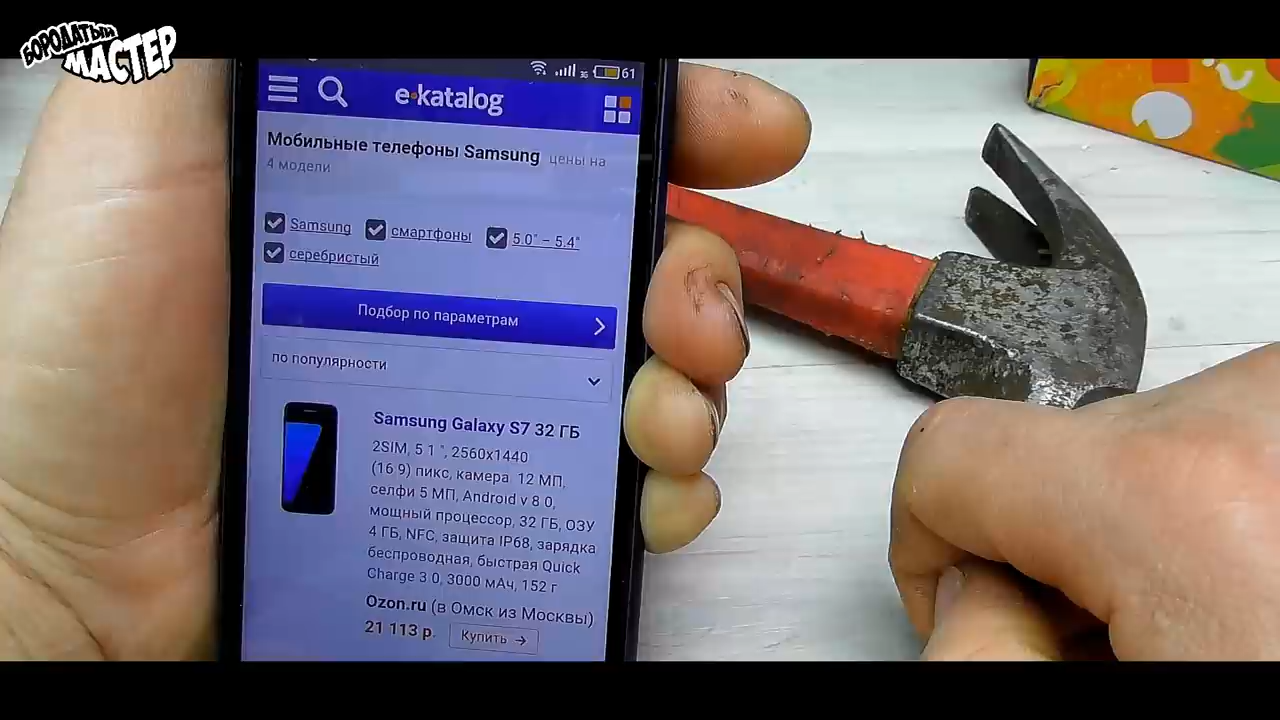 БОРОДАТЫЙ
МАСТЕР
3G 61
e·katalog
Мобильные телефоны Samsung цены на
4 модели
Samsung смартфоны 5.0" – 5.4"
серебристый
Подбор по параметрам
по популярности
Samsung Galaxy S7 32 ГБ
2SIM, 5.1 ", 2560x1440
(16 9) пикс, камера 12 МП,
селфи 5 МП, Android v 8.0,
мощный процессор, 32 ГБ, ОЗУ
4 ГБ, NFC, защита IP68, зарядка
беспроводная, быстрая Quick
Charge 3.0, 3000 мАч, 152 г
Ozon.ru (в Омск из Москвы)
21 113 р. Купить →